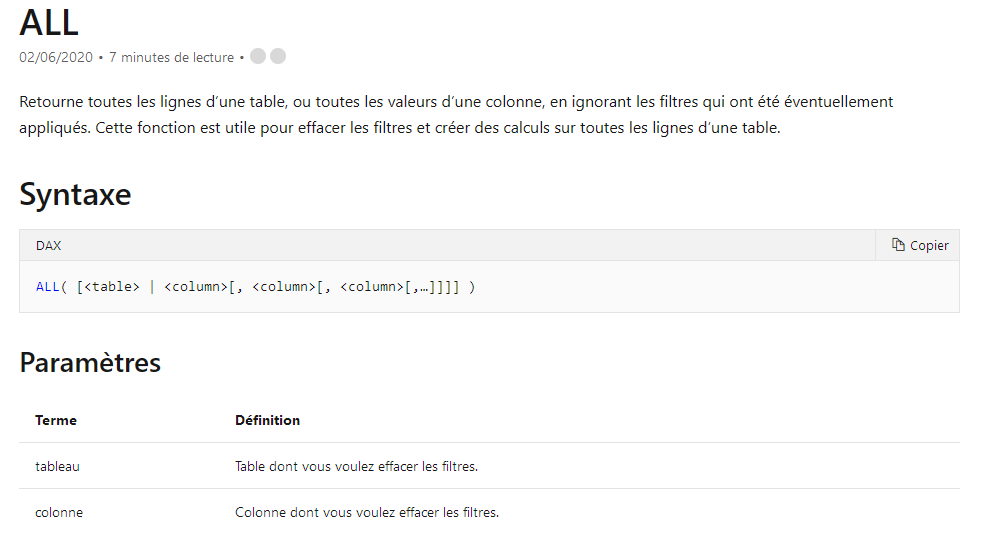 ALL
02/06/2020 • 7 minutes de lecture •
Retourne toutes les lignes d’une table, ou toutes les valeurs d’une colonne, en ignorant les filtres qui ont été éventuellement
appliqués. Cette fonction est utile pour effacer les filtres et créer des calculs sur toutes les lignes d’une table.
Syntaxe
DAX Copier
ALL( [<table> | <column>[, <column>[, <column>[,…]]]] )
Paramètres
Terme Définition
tableau Table dont vous voulez effacer les filtres.
colonne Colonne dont vous voulez effacer les filtres.